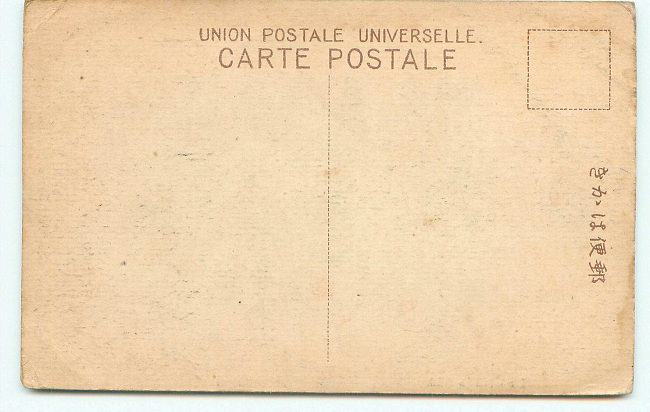 UNION POSTALE UNIVERSELLE.
CARTE POSTALE
郵便はかき